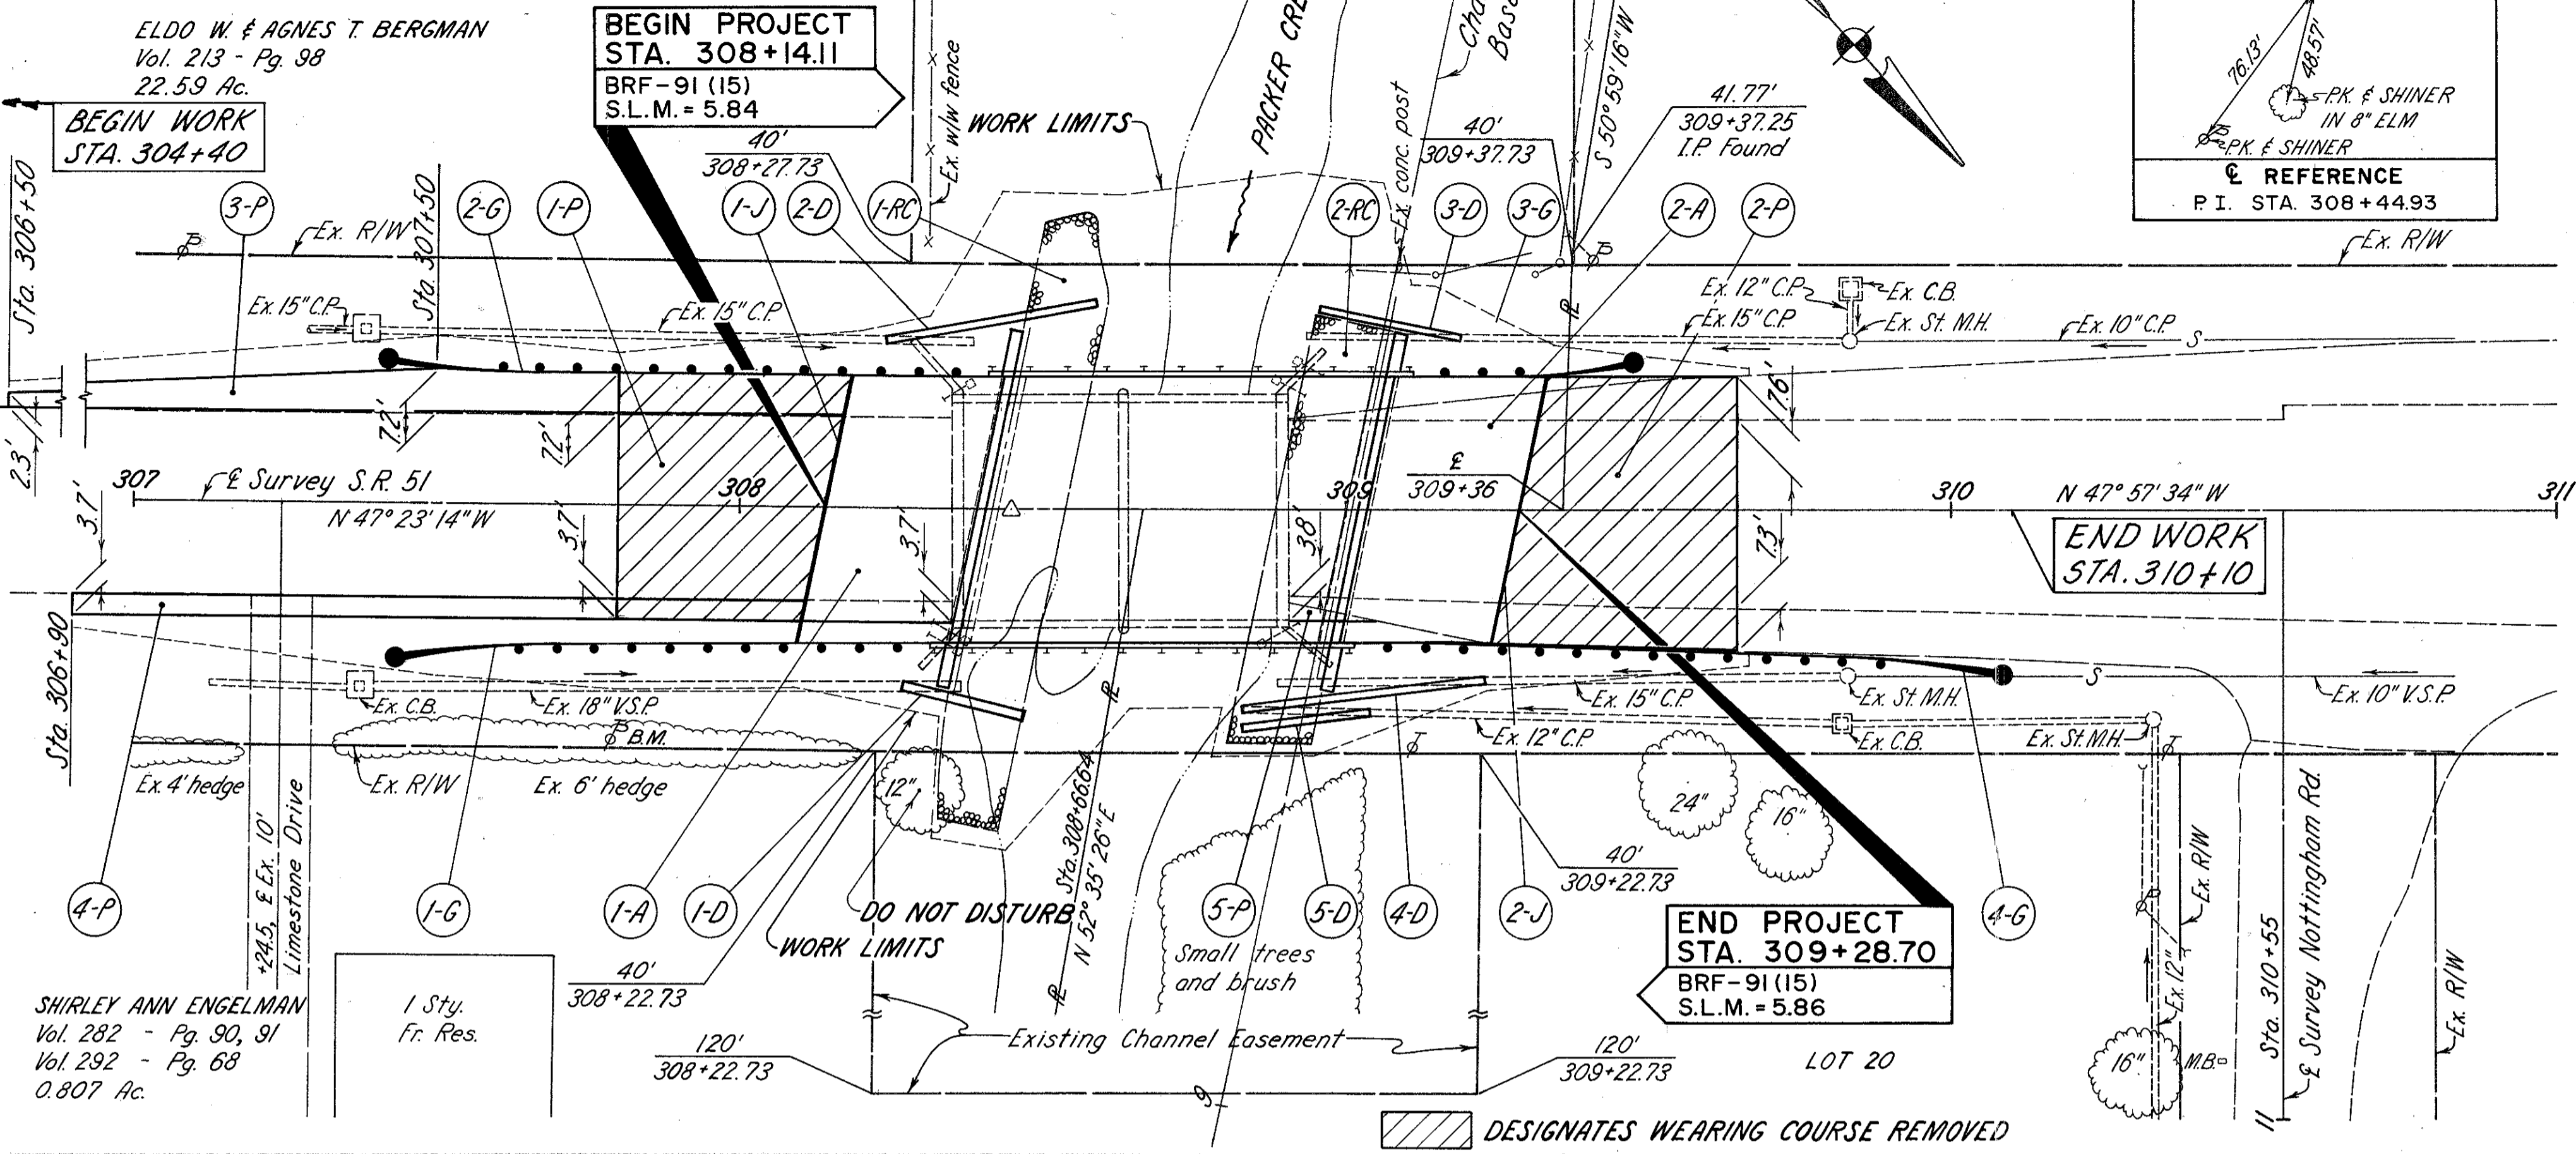 ELDO W. & AGNES T. BERGMAN
Vol. 213 - Pg. 98
22.59 Ac.
BEGIN WORK
STA. 304+40
BEGIN PROJECT
STA. 308+14.11
BRF-91 (15)
S.L.M. = 5.84
40'
308+27.73
Ex. w/w fence
WORK LIMITS
PACKER
Ex. conc. post
40'
309+37.73
S 50° 59' 16" W
41.77'
309+37.25
I.P. Found
76.13'
48.57'
P.K. & SHINER
IN 8" ELM
P.K. & SHINER
℄ REFERENCE
P.I. STA. 308+44.93
Sta. 306+50
3-P
Ex. R/W
Sta. 307+50
2-G
1-P
1-J
2-D
1-RC
2-RC
3-D
3-G
2-A
2-P
Ex. R/W
Ex. 15" C.P.
Ex. 15" C.P.
Ex. 12" C.P.
Ex. C.B.
Ex. 15" C.P.
Ex. St. M.H.
Ex. 10" C.P.
S
2.3'
7.2'
7.2'
7.6'
307
℄ Survey S.R. 51
N 47° 23' 14" W
308
309
℄
309+36
310
N 47° 57' 34" W
311
3.7'
3.7'
3.7'
3.8'
7.3'
END WORK
STA. 310+10
Sta. 306+90
Ex. C.B.
Ex. 18" V.S.P.
Ex. 15" C.P.
Ex. St. M.H.
S
Ex. 10" V.S.P.
B.M.
Ex. 12" C.P.
Ex. C.B.
Ex. St. M.H.
Ex. 4' hedge
Ex. R/W
Ex. 6' hedge
12"
24"
16"
℄ Survey Nottingham Rd.
Sta. 310+55
Ex. R/W
Ex. R/W
Ex. 12"
+24.5, ℄ Ex. 10'
Limestone Drive
Sta. 308+66.64
N 52° 35' 26" E
40'
309+22.73
4-P
1-G
1-A
1-D
DO NOT DISTURB
WORK LIMITS
5-P
5-D
4-D
2-J
4-G
Small trees
and brush
END PROJECT
STA. 309+28.70
BRF-91 (15)
S.L.M. = 5.86
40'
308+22.73
SHIRLEY ANN ENGELMAN
Vol. 282 - Pg. 90, 91
Vol. 292 - Pg. 68
0.807 Ac.
1 Sty.
Fr. Res.
120'
308+22.73
Existing Channel Easement
120'
309+22.73
LOT 20
16"
M.B.
9
11
DESIGNATES WEARING COURSE REMOVED